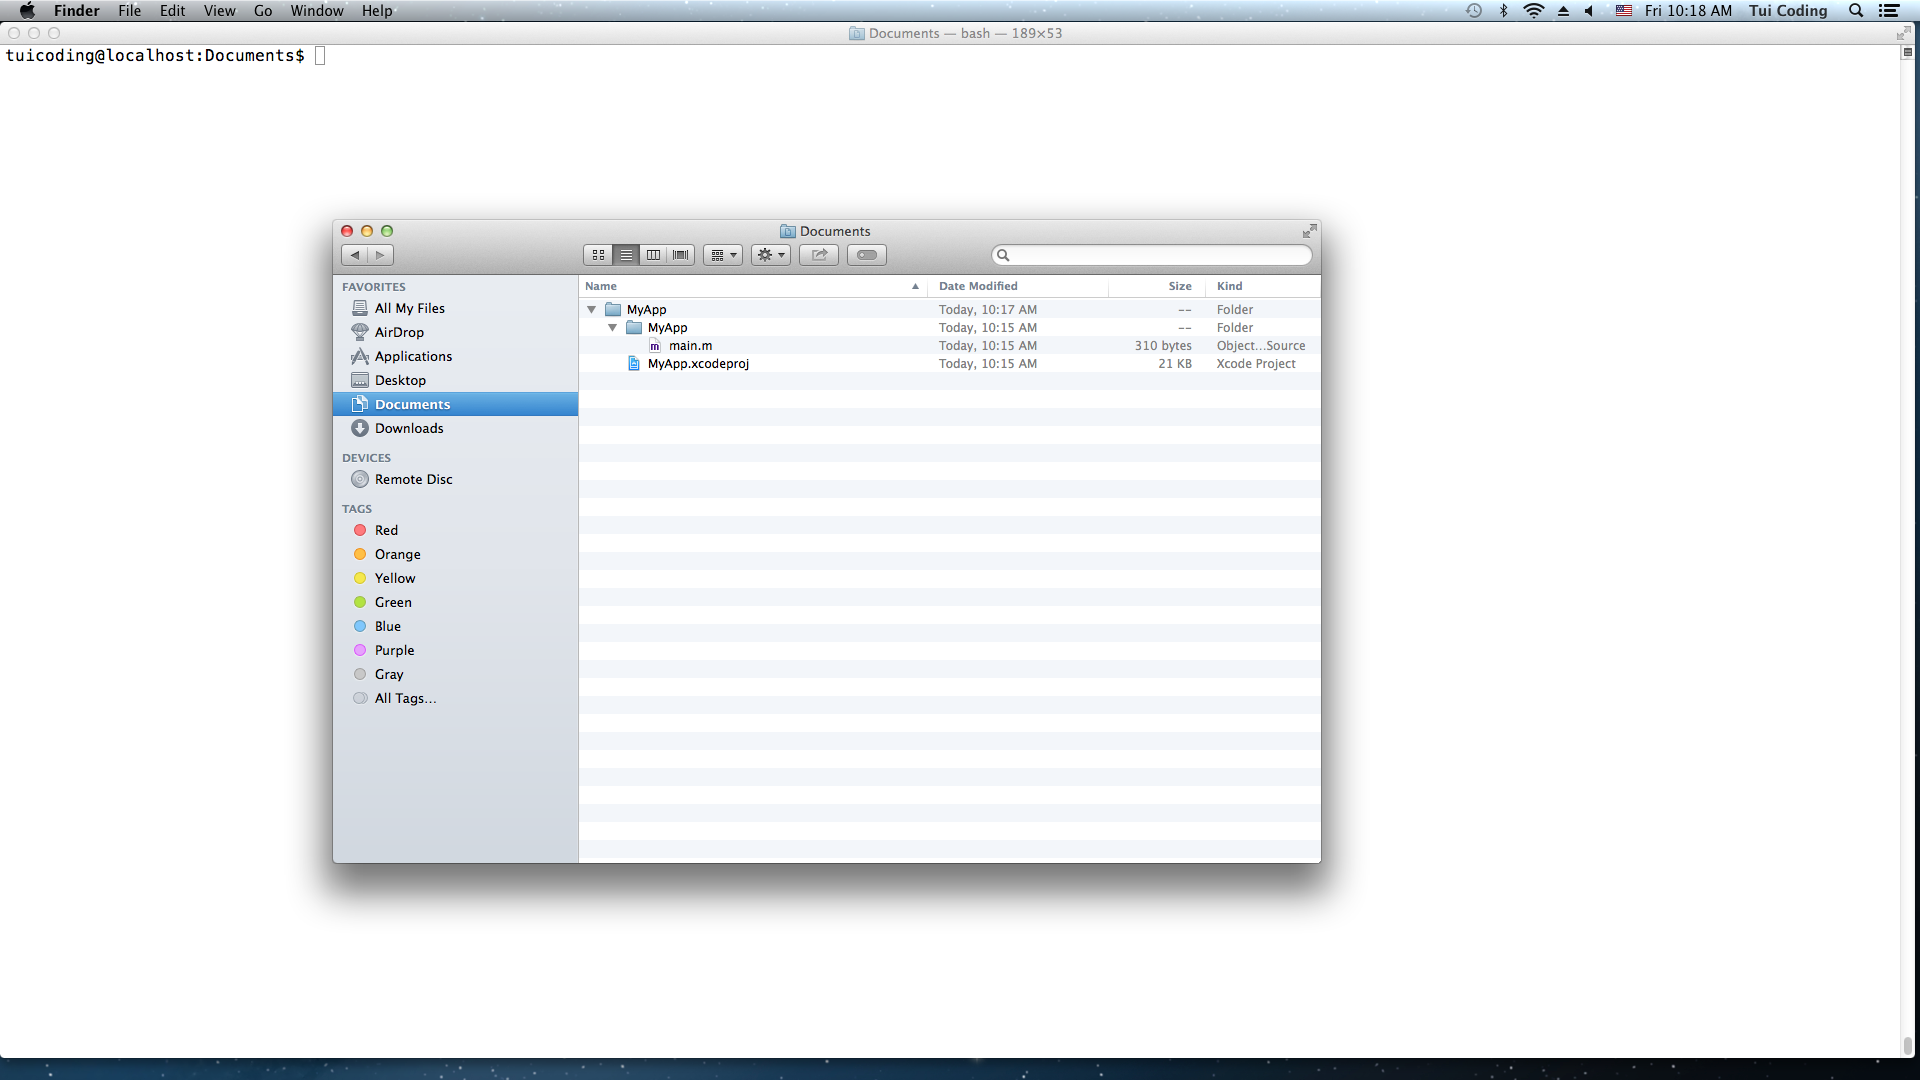 Finder File Edit View Go Window Help Fri 10:18 AM Tui Coding
Documents — bash — 189×53
tuicoding@localhost:Documents$
Documents
FAVORITES
All My Files
AirDrop
Applications
Desktop
Documents
Downloads
DEVICES
Remote Disc
TAGS
Red
Orange
Yellow
Green
Blue
Purple
Gray
All Tags...
Name Date Modified Size Kind
MyApp Today, 10:17 AM -- Folder
MyApp Today, 10:15 AM -- Folder
m main.m Today, 10:15 AM 310 bytes Object...Source
MyApp.xcodeproj Today, 10:15 AM 21 KB Xcode Project